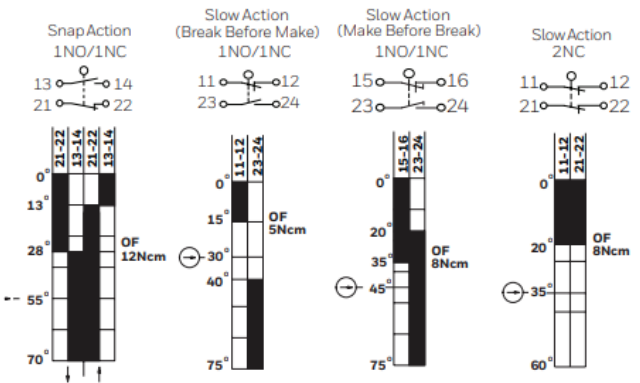 Snap Action
1NO/1NC
13 14
21 22
21-22
13-14
21-22
13-14
0°
13°
28°
55°
70°
OF
12Ncm
Slow Action
(Break Before Make)
1NO/1NC
11 12
23 24
11-12
23-24
0°
15°
30°
40°
75°
OF
5Ncm
Slow Action
(Make Before Break)
1NO/1NC
15 16
23 24
15-16
23-24
0°
20°
35°
45°
75°
OF
8Ncm
Slow Action
2NC
11 12
21 22
11-12
21-22
0°
20°
35°
60°
OF
8Ncm